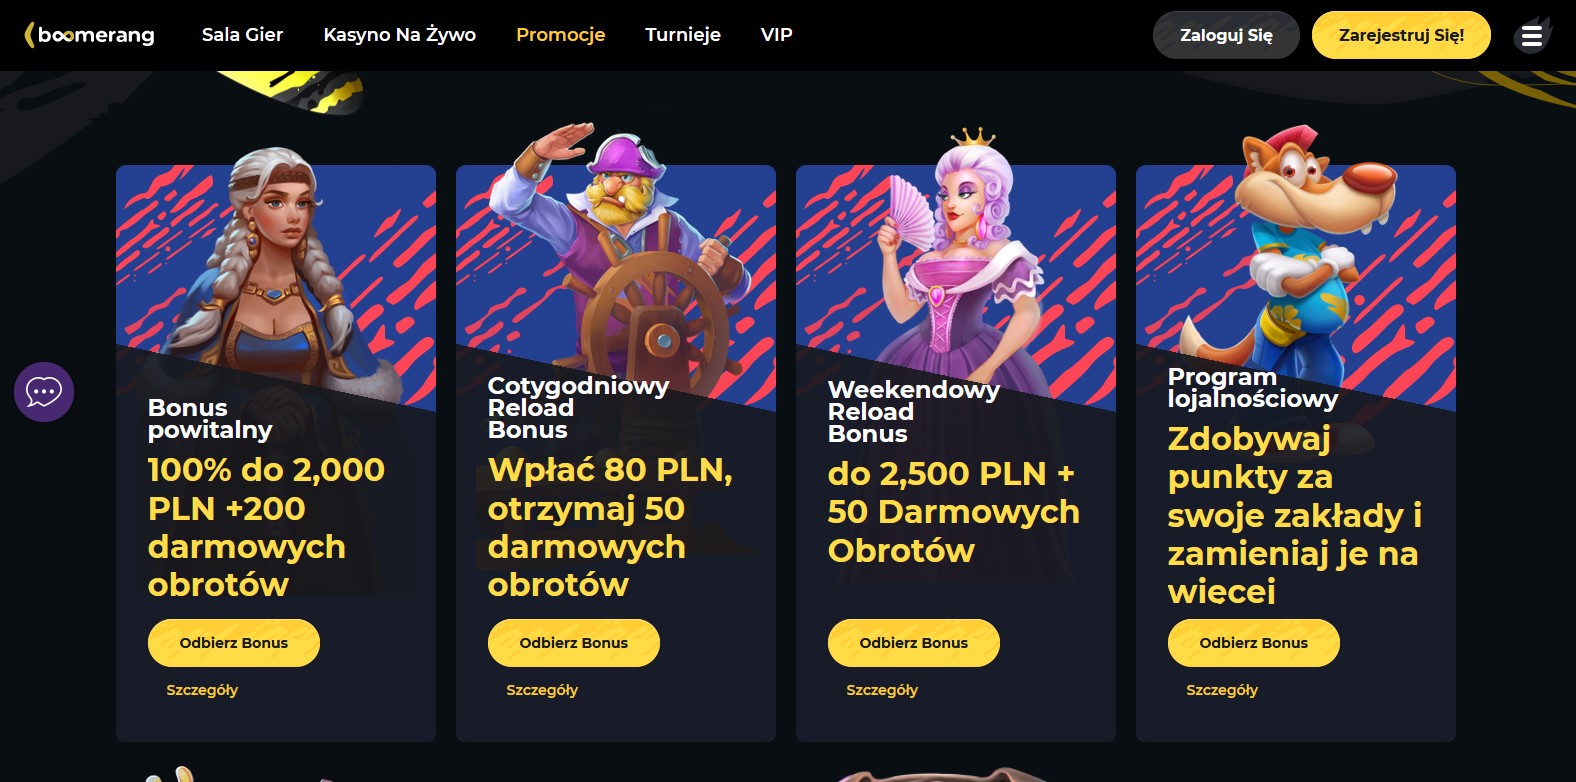 boomerang Sala Gier Kasyno Na Żywo Promocje Turnieje VIP Zaloguj Się Zarejestruj Się!
Bonus
powitalny
100% do 2,000
PLN +200
darmowych
obrotów
Odbierz Bonus
Szczegóły
Cotygodniowy
Reload
Bonus
Wpłać 80 PLN,
otrzymaj 50
darmowych
obrotów
Odbierz Bonus
Szczegóły
Weekendowy
Reload
Bonus
do 2,500 PLN +
50 Darmowych
Obrotów
Odbierz Bonus
Szczegóły
Program
lojalnościowy
Zdobywaj
punkty za
swoje zakłady i
zamieniaj je na
więcej
Odbierz Bonus
Szczegóły